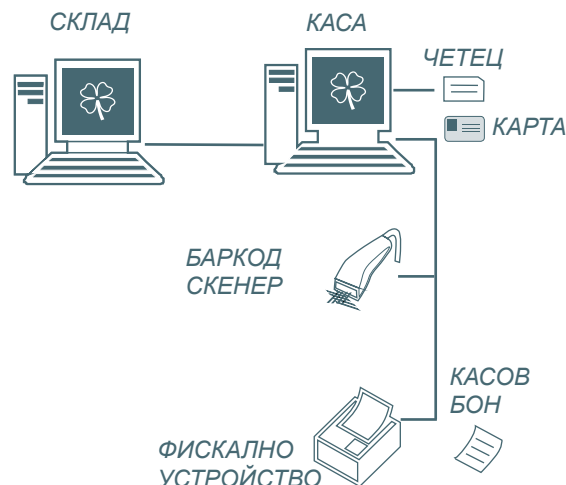 СКЛАД
КАСА
ЧЕТЕЦ
КАРТА
БАРКОД
СКЕНЕР
КАСОВ
БОН
ФИСКАЛНО
УСТРОЙСТВО